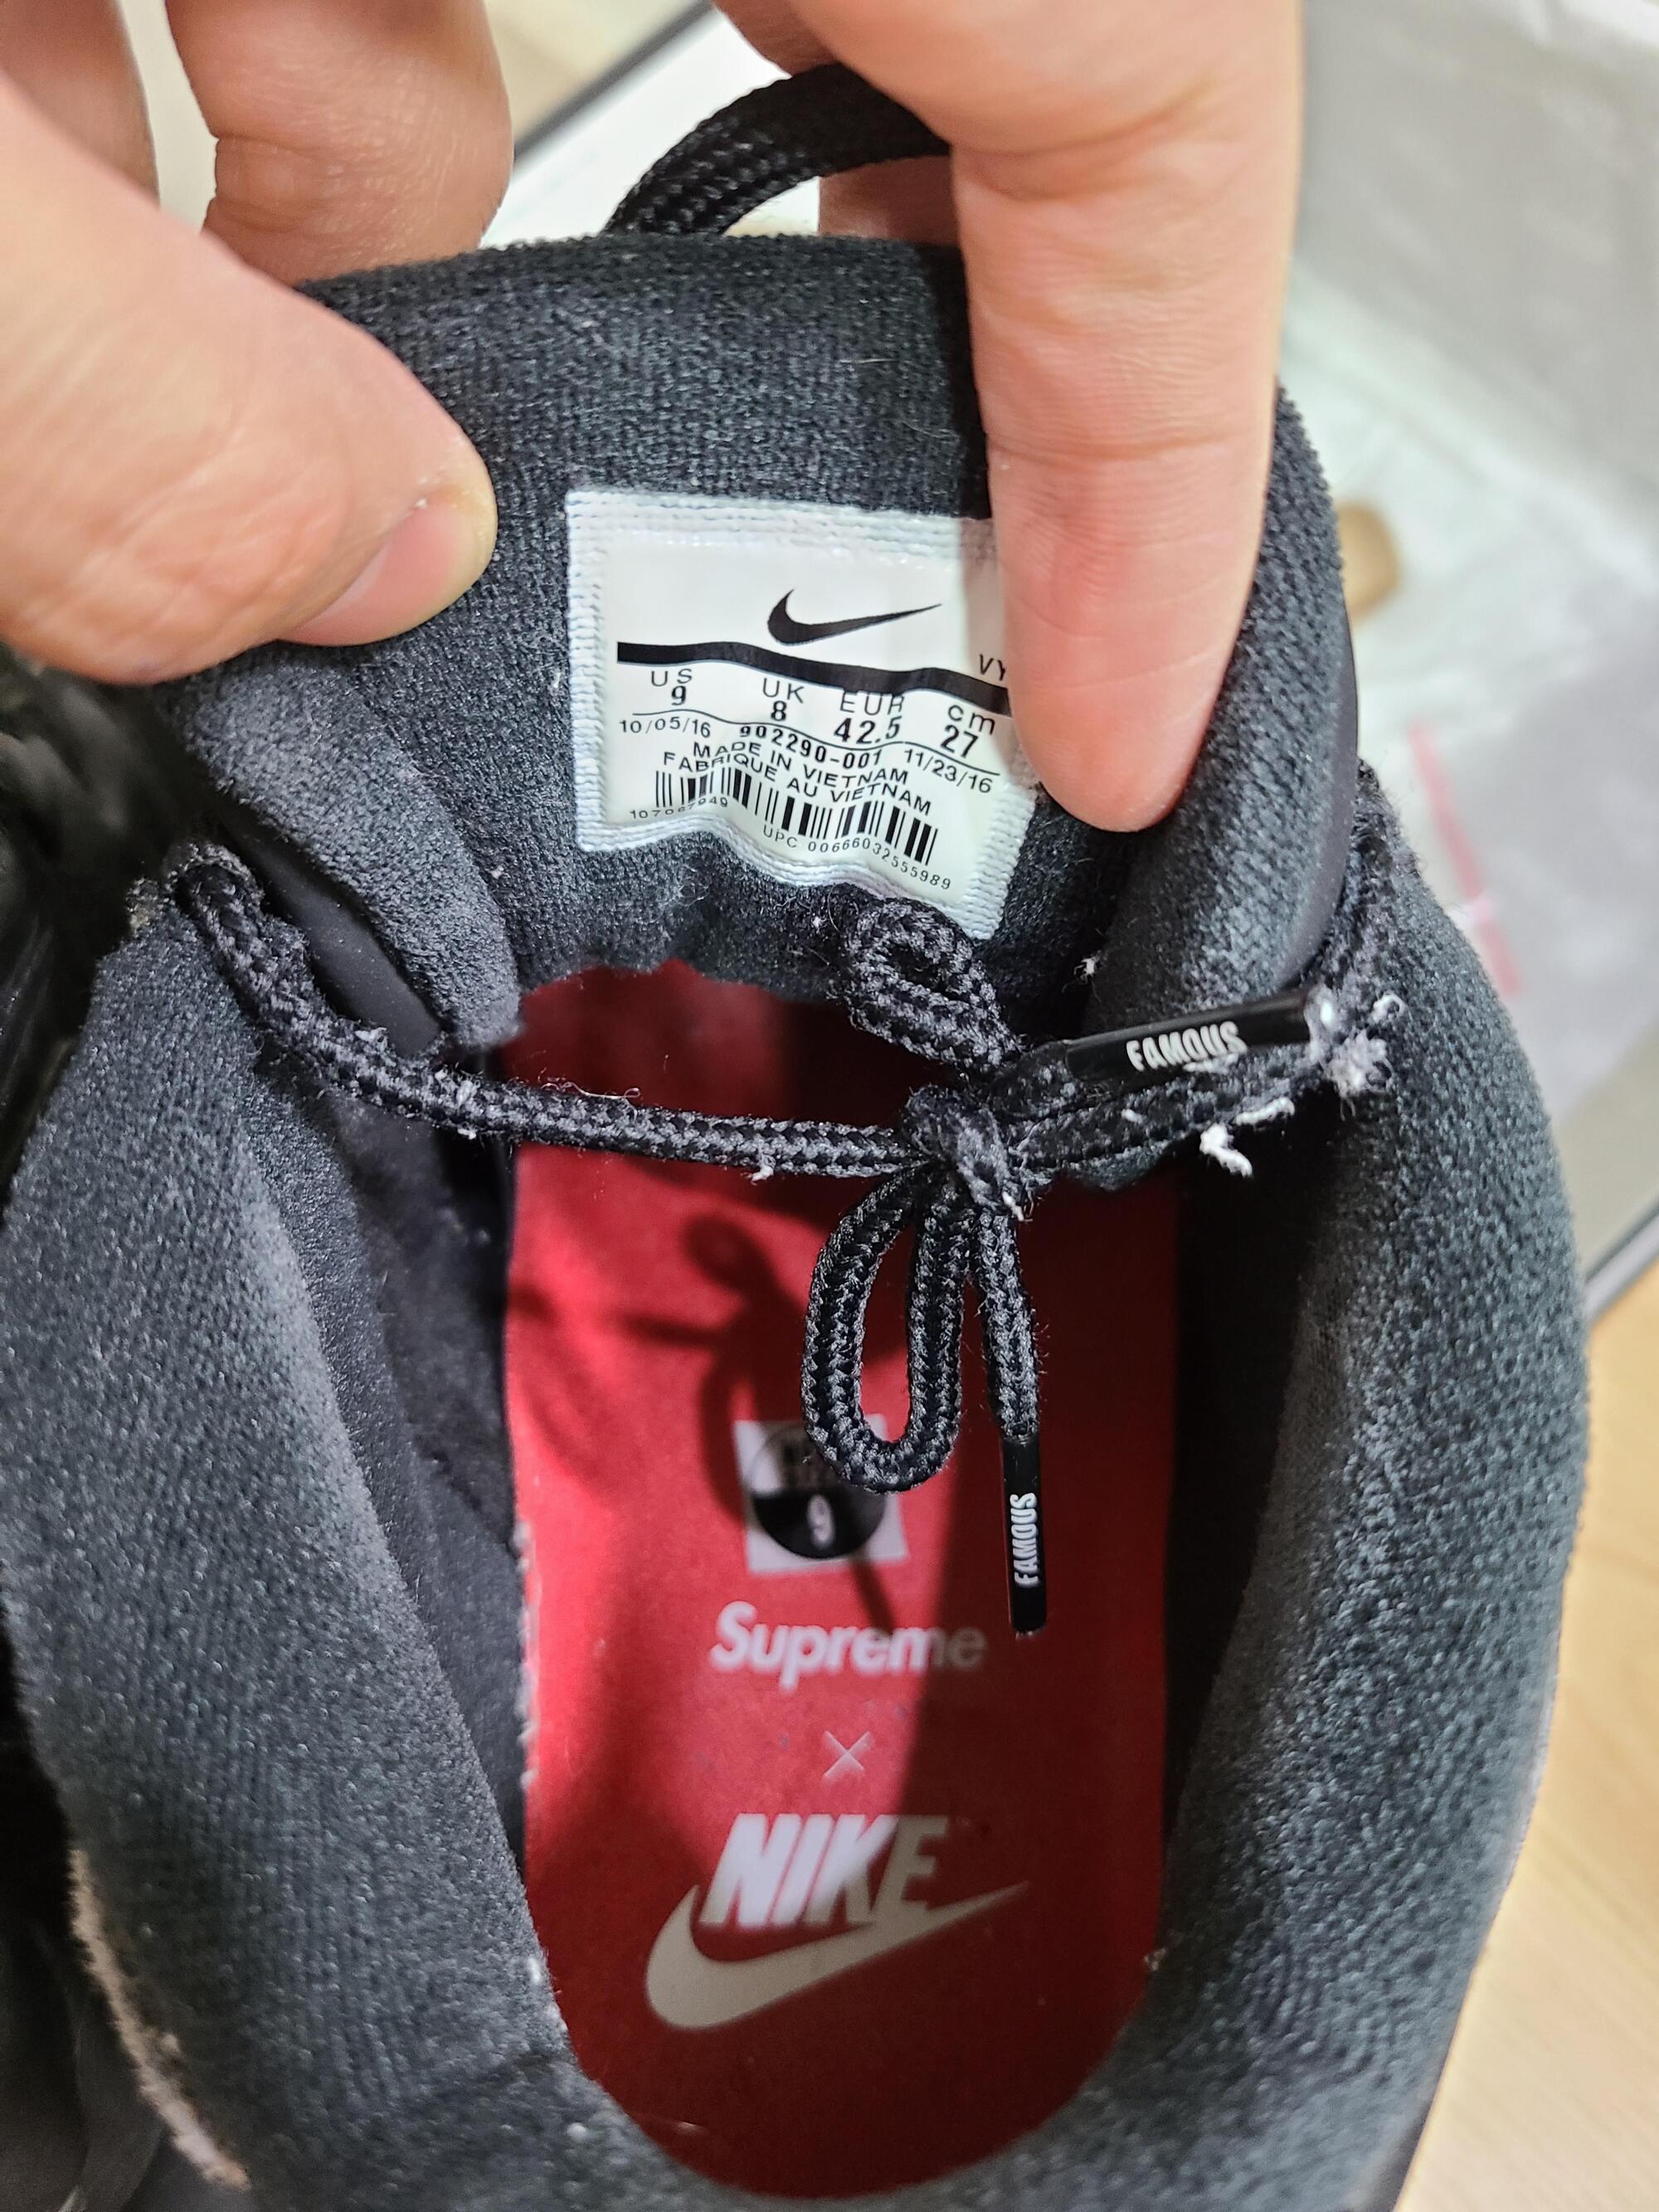 VY
US UK EUR cm
9 8 42.5 27
10/05/16 902290-001 11/23/16
MADE IN VIETNAM
FABRIQUE AU VIETNAM
UPC 00666032555989
FAMOUS
FAMOUS
9
Supreme
×
NIKE